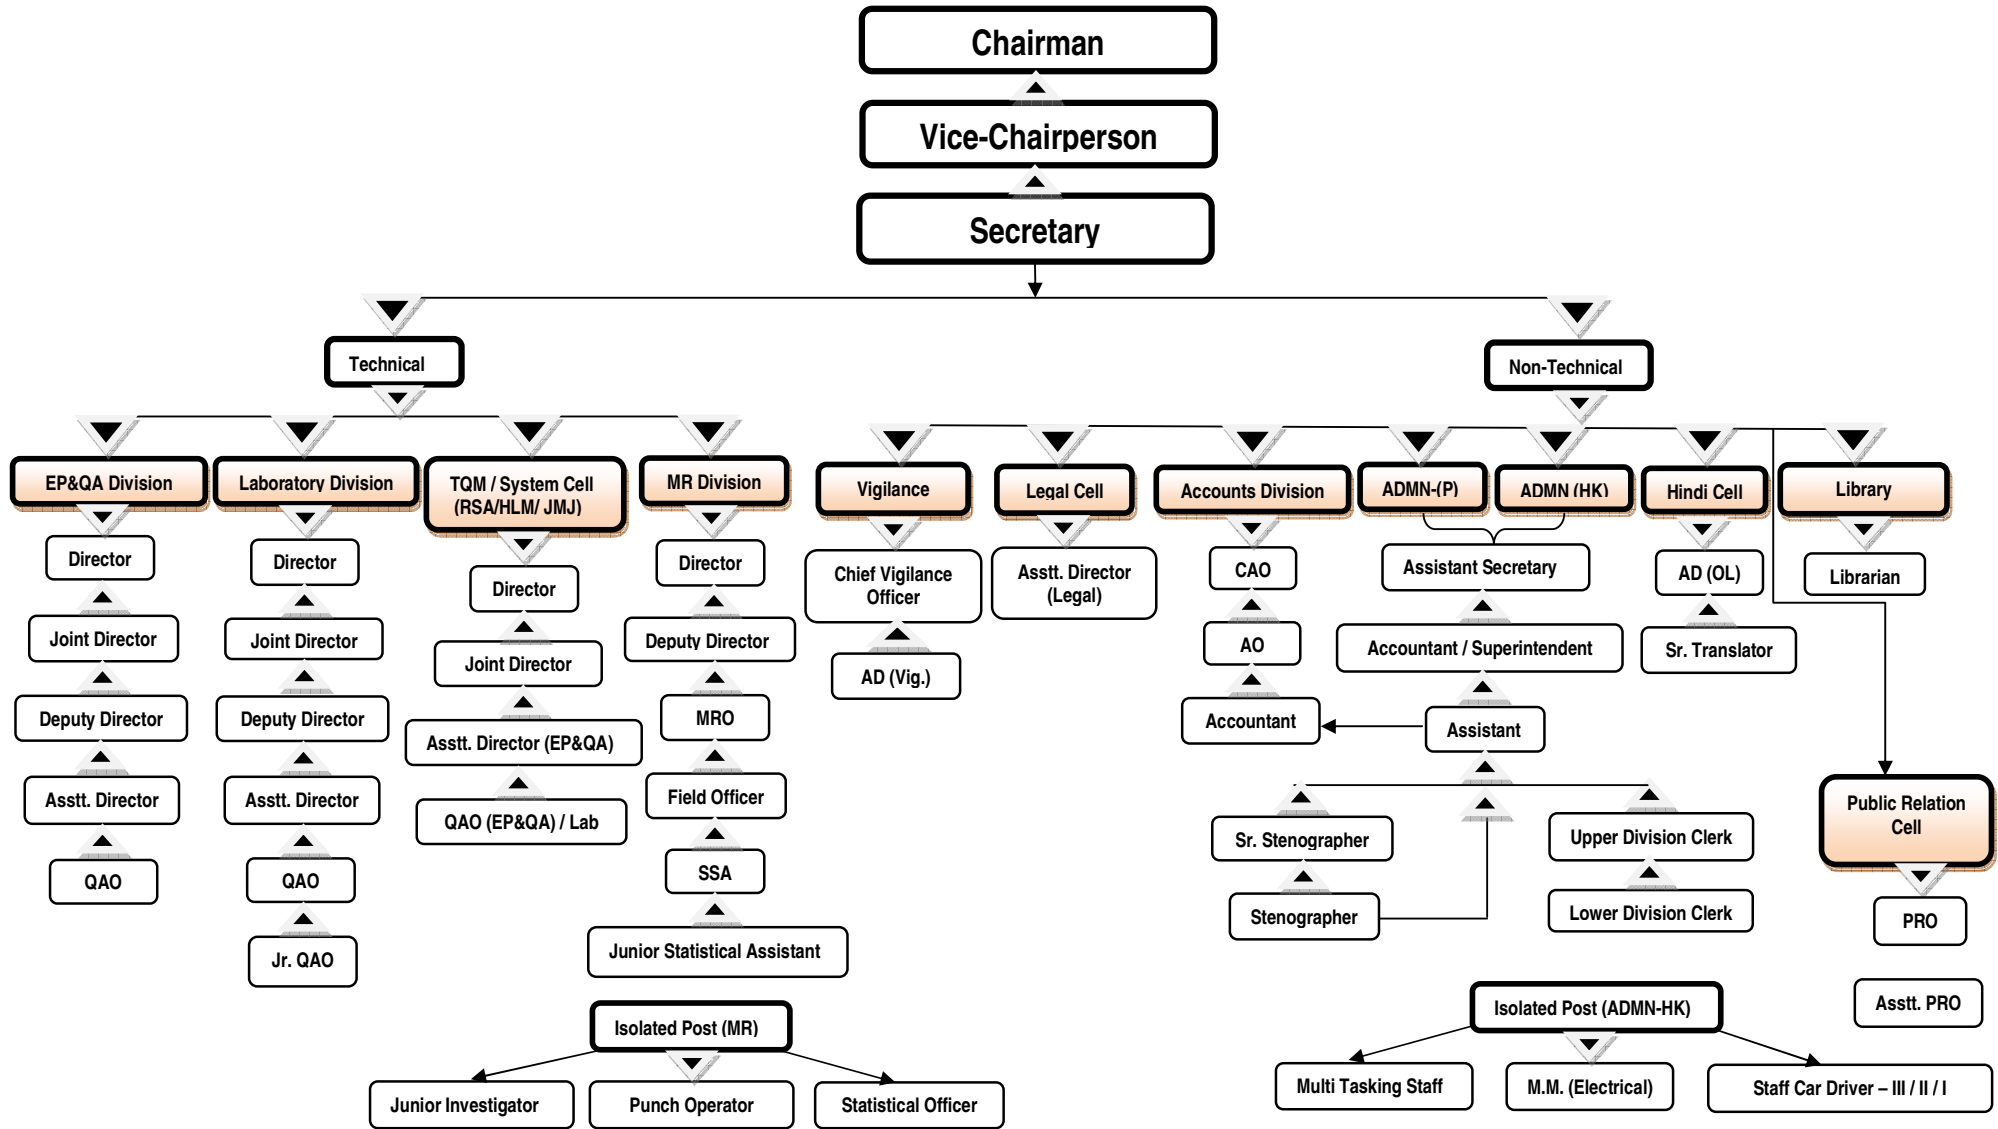 Chairman
Vice-Chairperson
Secretary
Technical
Non-Technical
EP&QA Division
Laboratory Division
TQM / System Cell
(RSA/HLM/ JMJ)
MR Division
Vigilance
Legal Cell
Accounts Division
ADMN-(P)
ADMN (HK)
Hindi Cell
Library
Director
Joint Director
Deputy Director
Asstt. Director
QAO
Director
Joint Director
Deputy Director
Asstt. Director
QAO
Jr. QAO
Director
Joint Director
Asstt. Director (EP&QA)
QAO (EP&QA) / Lab
Director
Deputy Director
MRO
Field Officer
SSA
Junior Statistical Assistant
Isolated Post (MR)
Junior Investigator
Punch Operator
Statistical Officer
Chief Vigilance
Officer
AD (Vig.)
Asstt. Director
(Legal)
CAO
AO
Accountant
Assistant Secretary
Accountant / Superintendent
Assistant
Sr. Stenographer
Stenographer
Upper Division Clerk
Lower Division Clerk
AD (OL)
Sr. Translator
Librarian
Public Relation
Cell
PRO
Asstt. PRO
Isolated Post (ADMN-HK)
Multi Tasking Staff
M.M. (Electrical)
Staff Car Driver – III / II / I